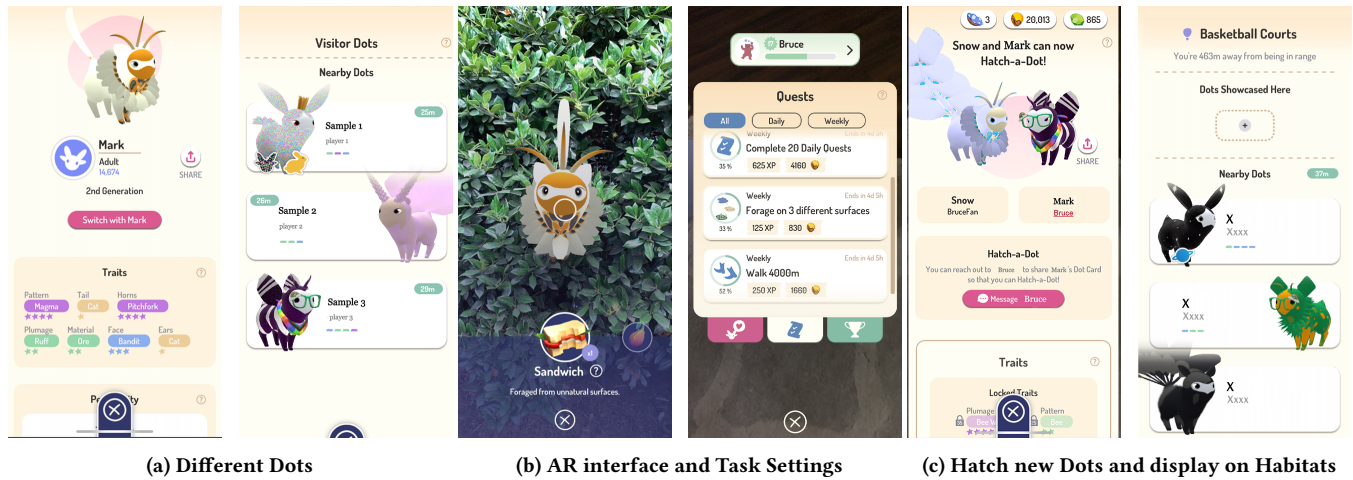 Mark
Adult
14,674
SHARE
2nd Generation
Switch with Mark
Traits
Pattern Tail Horns
Magma Cat Pitchfork
Plumage Material Face Ears
Ruff Ore Bandit Cat
Visitor Dots
Nearby Dots
25m
Sample 1
player 1
26m
Sample 2
player 2
29m
Sample 3
player 3
(a) Different Dots
x1
Sandwich ?
Foraged from unnatural surfaces.
Bruce
Quests
All Daily Weekly
Weekly Ends in 4d 5h
Complete 20 Daily Quests
35 % 625 XP 4160
Weekly Ends in 4d 5h
Forage on 3 different surfaces
33 % 125 XP 830
Weekly Ends in 4d 5h
Walk 4000m
52 % 250 XP 1660
(b) AR interface and Task Settings
3 20,013 865
Snow and Mark can now
Hatch-a-Dot!
SHARE
Snow Mark
BruceFan Bruce
Hatch-a-Dot
You can reach out to Bruce to share Mark's Dot Card
so that you can Hatch-a-Dot!
Message Bruce
Traits
Locked Traits
Plumage Pattern
Bee
Basketball Courts
You're 463m away from being in range
Dots Showcased Here
+
Nearby Dots
37m
X
Xxxx
X
Xxxx
X
Xxxx
(c) Hatch new Dots and display on Habitats